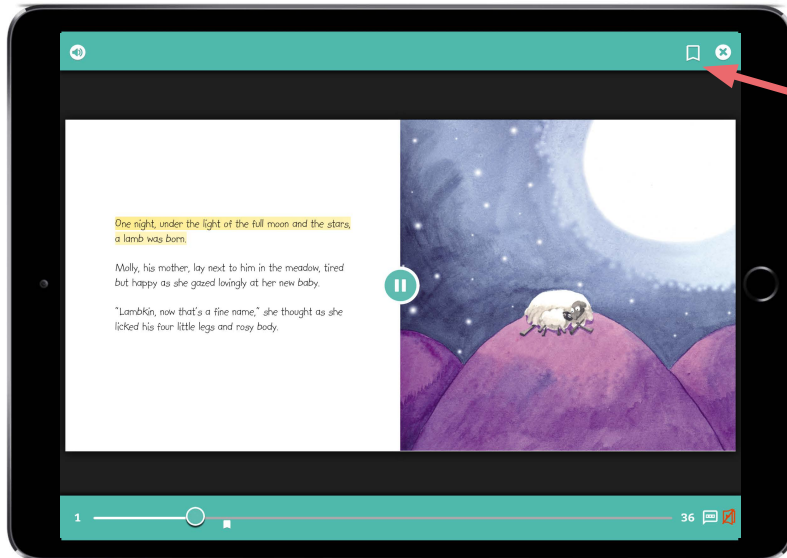 One night, under the light of the full moon and the stars,
a lamb was born.
Molly, his mother, lay next to him in the meadow, tired
but happy as she gazed lovingly at her new baby.
"Lambkin, now that's a fine name," she thought as she
licked his four little legs and rosy body.
1
36